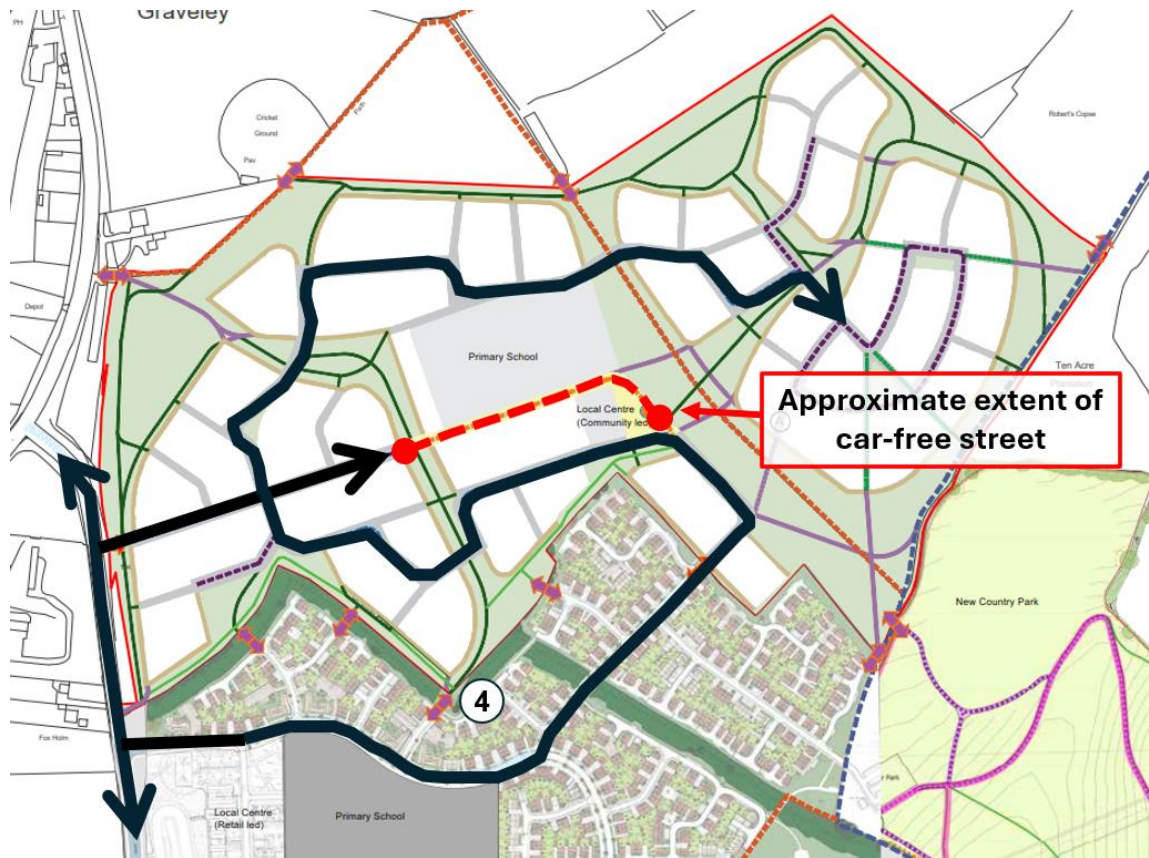 Graveley
PH
Cricket
Ground
Path
Pav
Robert's Copse
Depot
Primary School
Ten Acre
Plantation
Local Centre
(Community led)
Approximate extent of
car-free street
A
New Country Park
4
Fox Holm
Local Centre
(Retail led)
Primary School
Park